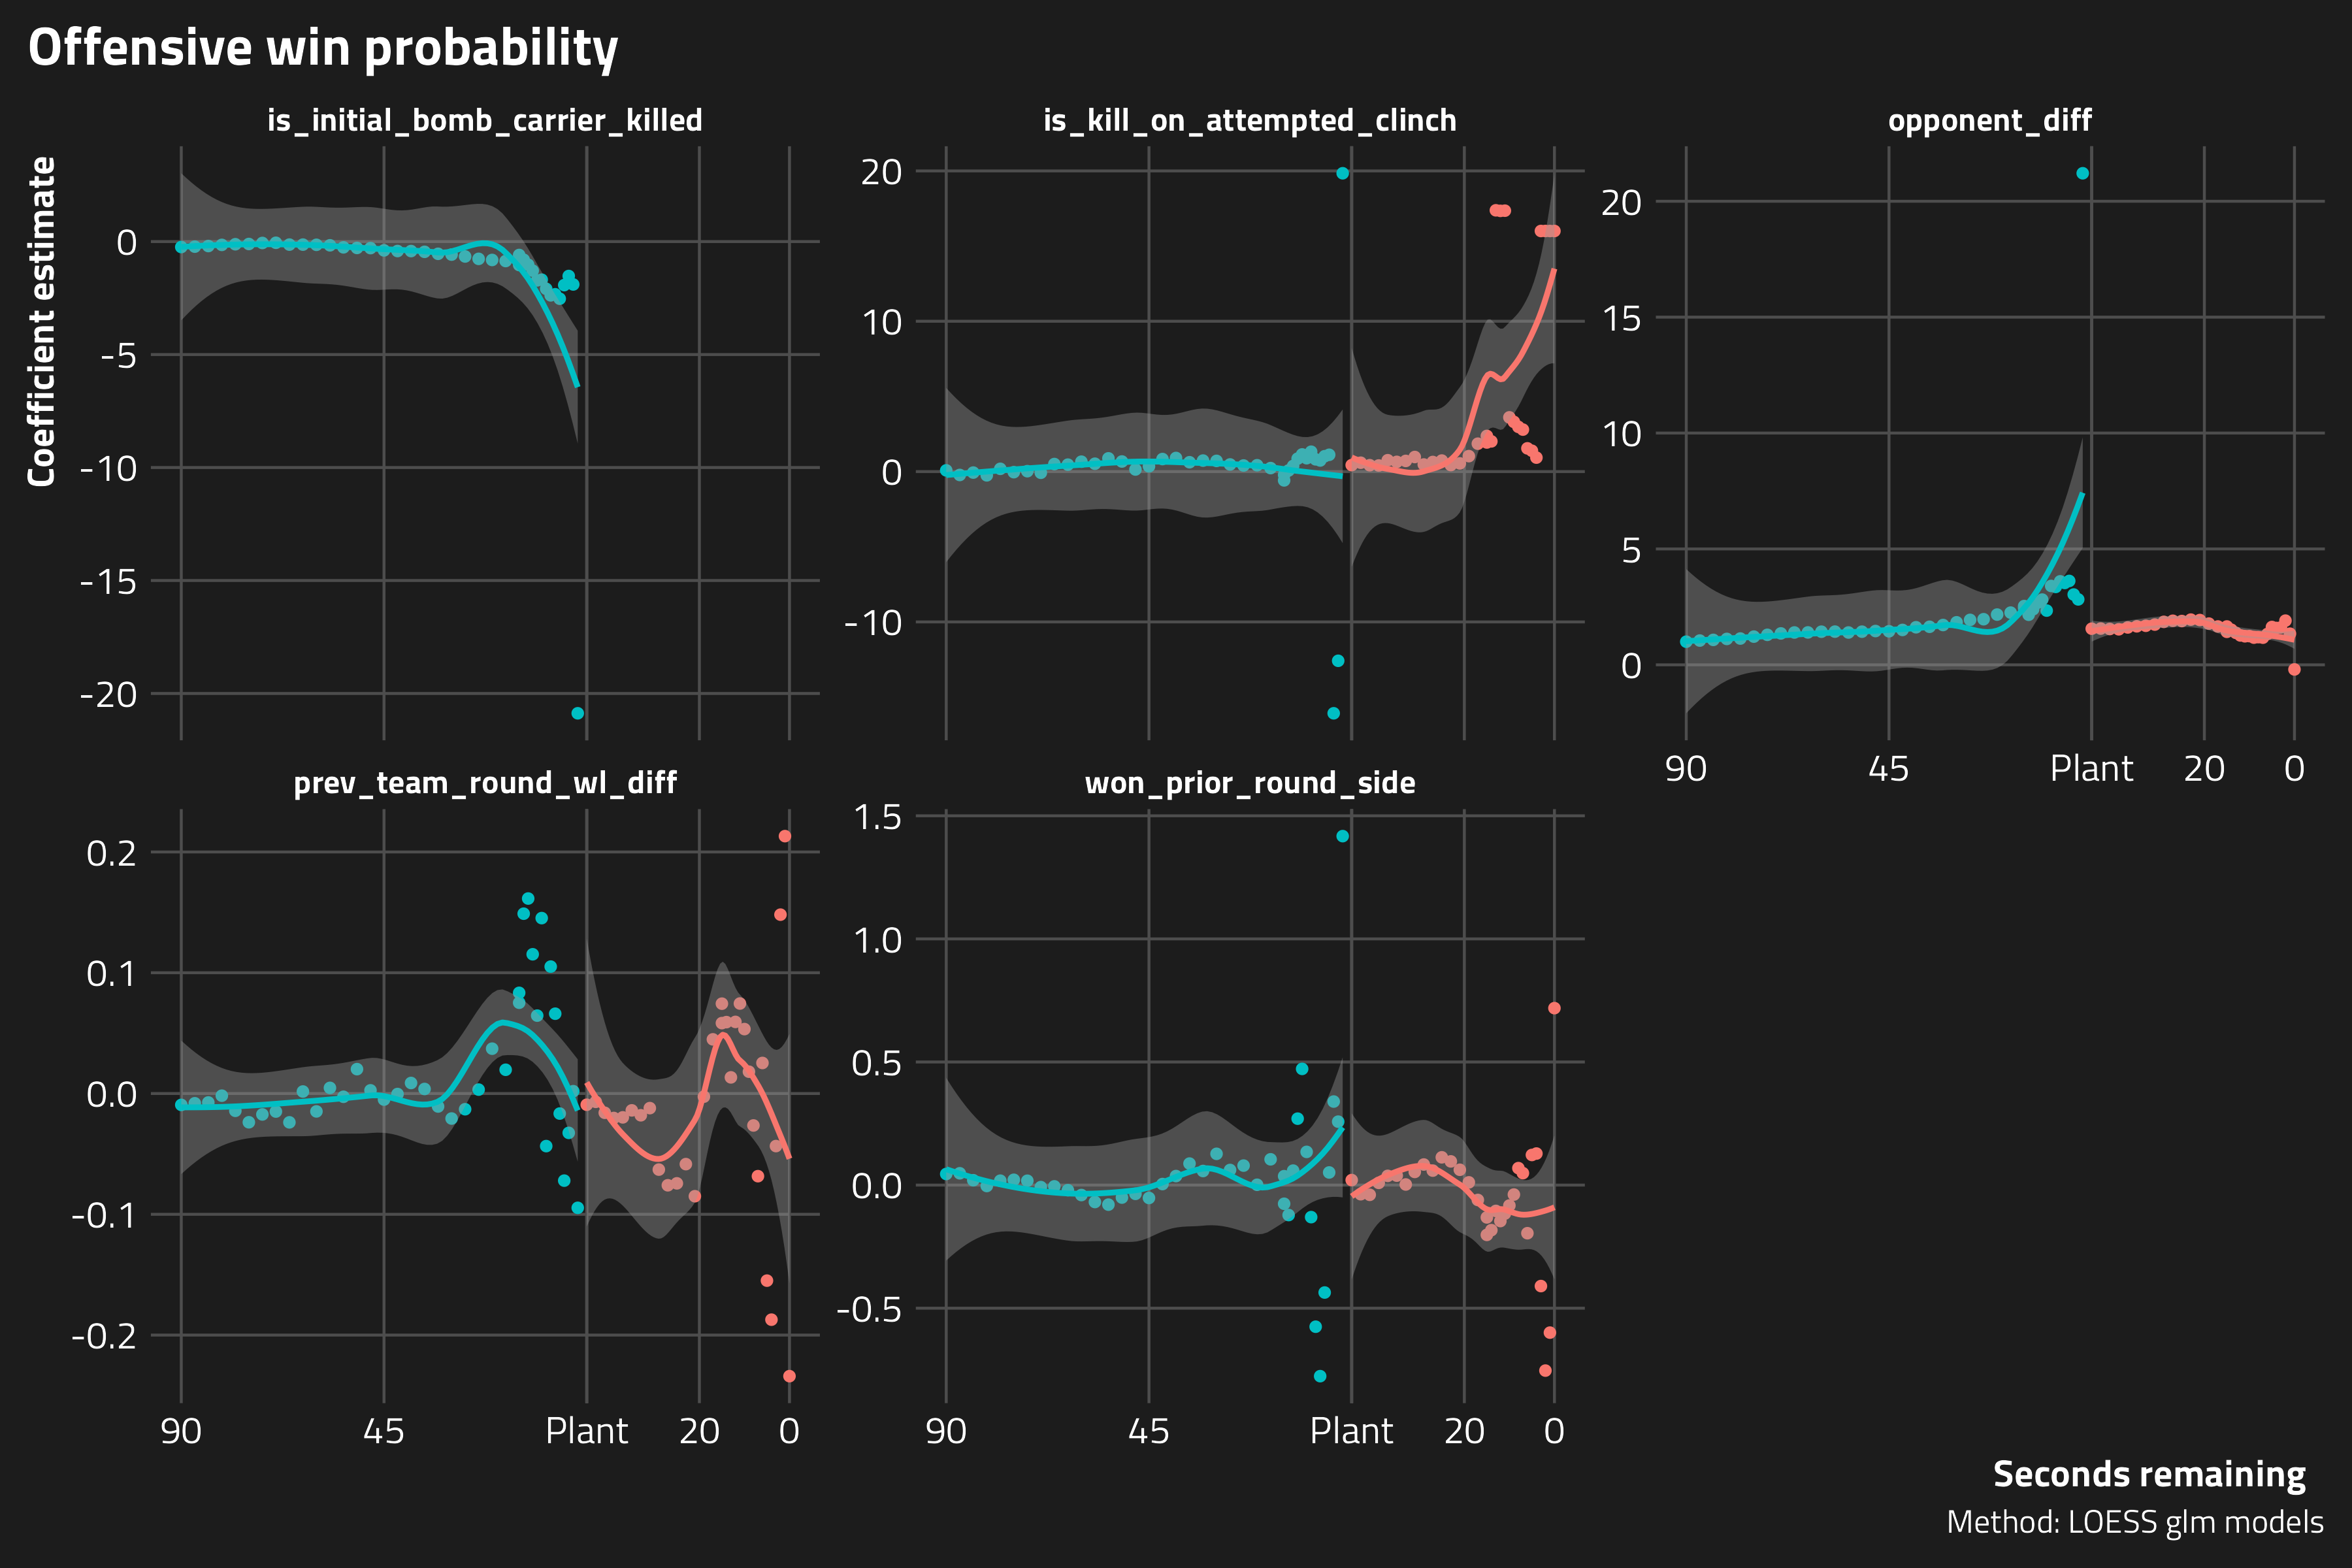 Offensive win probability
is_initial_bomb_carrier_killed
is_kill_on_attempted_clinch
opponent_diff
Coefficient estimate
0
-5
-10
-15
-20
20
10
0
-10
20
15
10
5
0
90 45 Plant 20 0
prev_team_round_wl_diff
won_prior_round_side
0.2
0.1
0.0
-0.1
-0.2
1.5
1.0
0.5
0.0
-0.5
90 45 Plant 20 0
90 45 Plant 20 0
Seconds remaining
Method: LOESS glm models